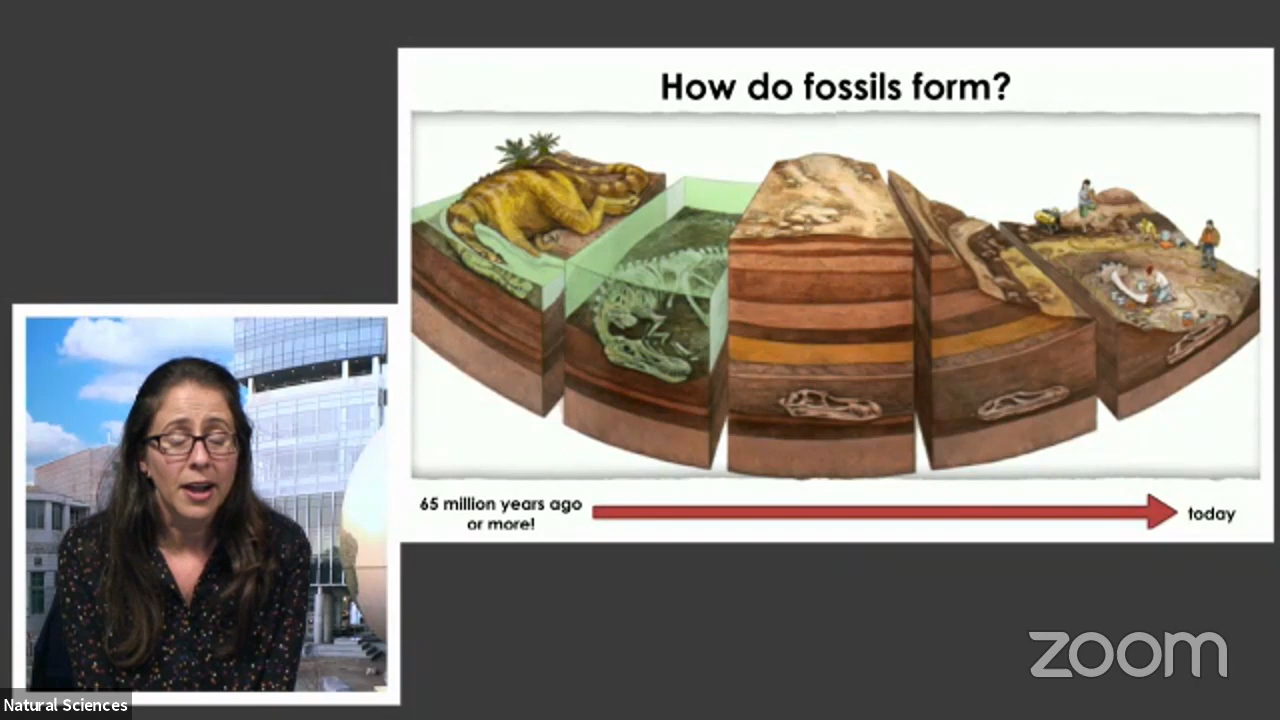 How do fossils form?
65 million years ago
or more!
today
zoom
Natural Sciences